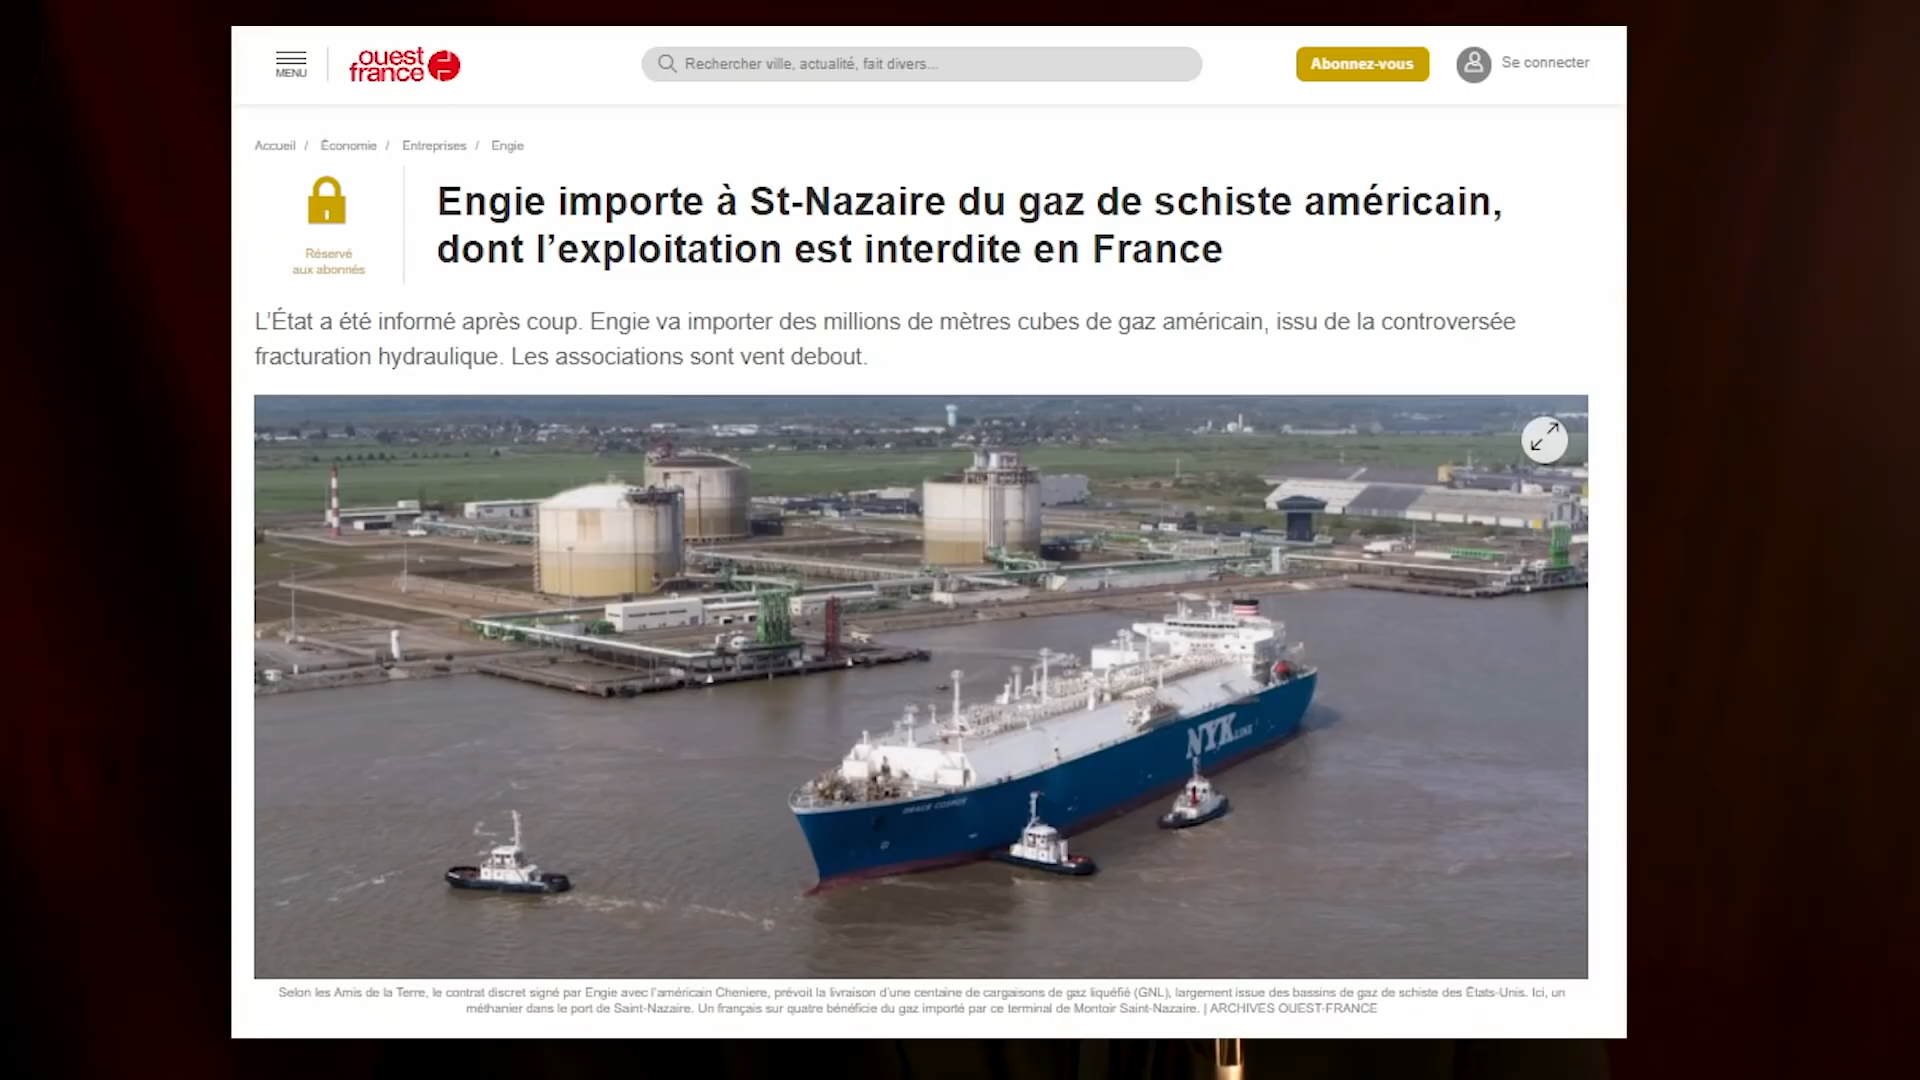 MENU
ouest
france
Rechercher ville, actualité, fait divers...
Abonnez-vous
Se connecter
Accueil / Économie / Entreprises / Engie
Réservé
aux abonnés
Engie importe à St-Nazaire du gaz de schiste américain,
dont l’exploitation est interdite en France
L’État a été informé après coup. Engie va importer des millions de mètres cubes de gaz américain, issu de la controversée
fracturation hydraulique. Les associations sont vent debout.
NYK LINE
GRACE COSMOS
Selon les Amis de la Terre, le contrat discret signé par Engie avec l’américain Cheniere, prévoit la livraison d’une centaine de cargaisons de gaz liquéfié (GNL), largement issue des bassins de gaz de schiste des États-Unis. Ici, un
méthanier dans le port de Saint-Nazaire. Un français sur quatre bénéficie du gaz importé par ce terminal de Montoir Saint-Nazaire. | ARCHIVES OUEST-FRANCE